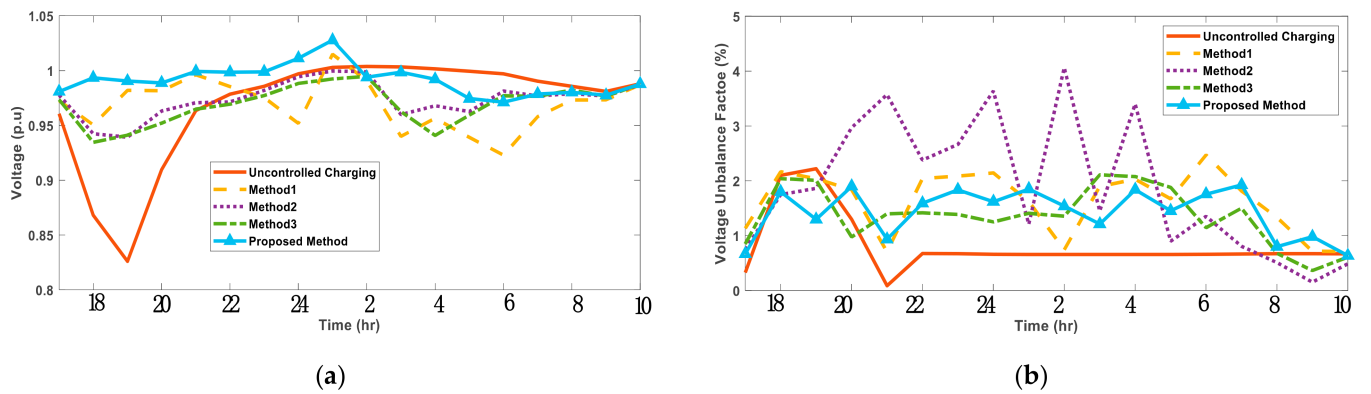 1.05
1
0.95
0.9
0.85
0.8
Voltage (p.u)
Uncontrolled Charging
Method1
Method2
Method3
Proposed Method
18 20 22 24 2 4 6 8 10
Time (hr)
(a)
5
4
3
2
1
0
Voltage Unbalance Factoe (%)
Uncontrolled Charging
Method1
Method2
Method3
Proposed Method
18 20 22 24 2 4 6 8 10
Time (hr)
(b)